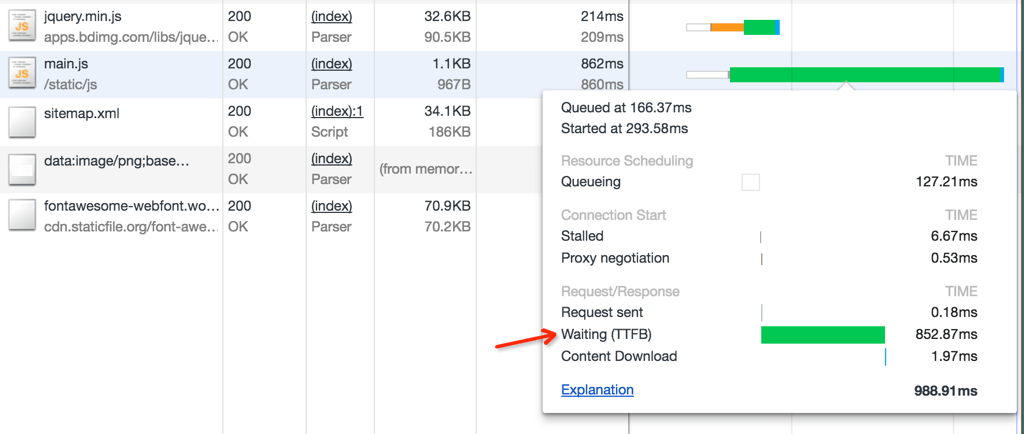 jquery.min.js 200 (index) 32.6KB 214ms
apps.bdimg.com/libs/jque... OK Parser 90.5KB 209ms
main.js 200 (index) 1.1KB 862ms
/static/js OK Parser 967B 860ms
sitemap.xml 200 (index):1 34.1KB
OK Script 186KB
data:image/png;base... 200 (index) (from memor...
OK Parser
fontawesome-webfont.wo... 200 (index) 70.9KB
cdn.staticfile.org/font-awe... OK Parser 70.2KB
Queued at 166.37ms
Started at 293.58ms
Resource Scheduling TIME
Queueing 127.21ms
Connection Start TIME
Stalled 6.67ms
Proxy negotiation 0.53ms
Request/Response TIME
Request sent 0.18ms
Waiting (TTFB) 852.87ms
Content Download 1.97ms
Explanation 988.91ms